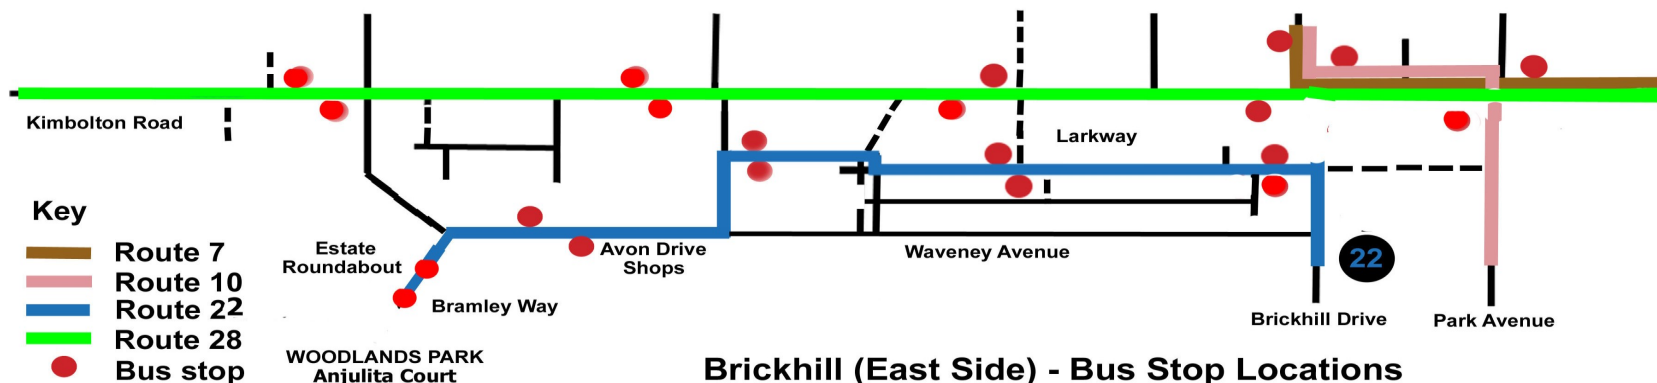 Kimbolton Road
Larkway
Key
Route 7
Route 10
Route 22
Route 28
Bus stop
Estate
Roundabout
Avon Drive
Shops
Waveney Avenue
22
Bramley Way
Brickhill Drive
Park Avenue
WOODLANDS PARK
Anjulita Court
Brickhill (East Side) - Bus Stop Locations